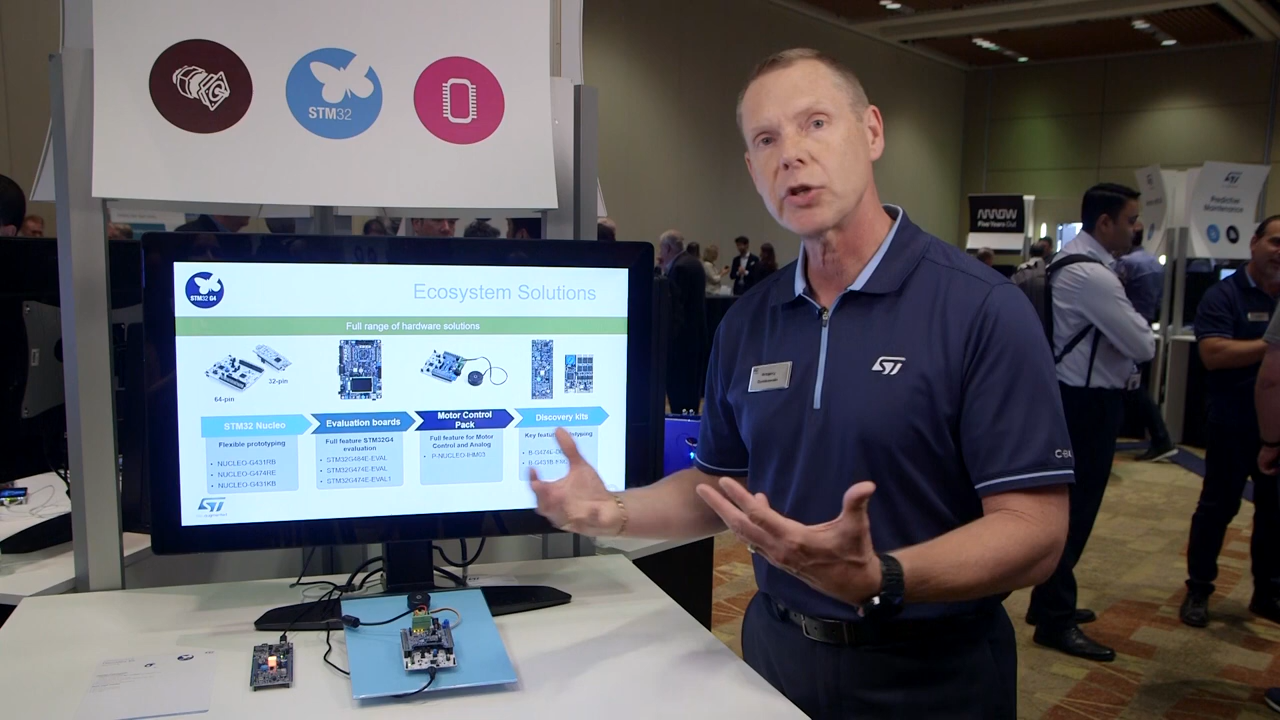 STM32
STM32 G4
Ecosystem Solutions
Full range of hardware solutions
64-pin
32-pin
STM32 Nucleo
Flexible prototyping
• NUCLEO-G431RB
• NUCLEO-G474RE
• NUCLEO-G431KB
Evaluation boards
Full feature STM32G4
evaluation
• STM32G484E-EVAL
• STM32G474E-EVAL
• STM32G474E-EVAL1
Motor Control
Pack
Full feature for Motor
Control and Analog
• P-NUCLEO-IHM03
Discovery kits
ST
ST
ARROW
Five Years Out
ST
Predictive
Maintenance